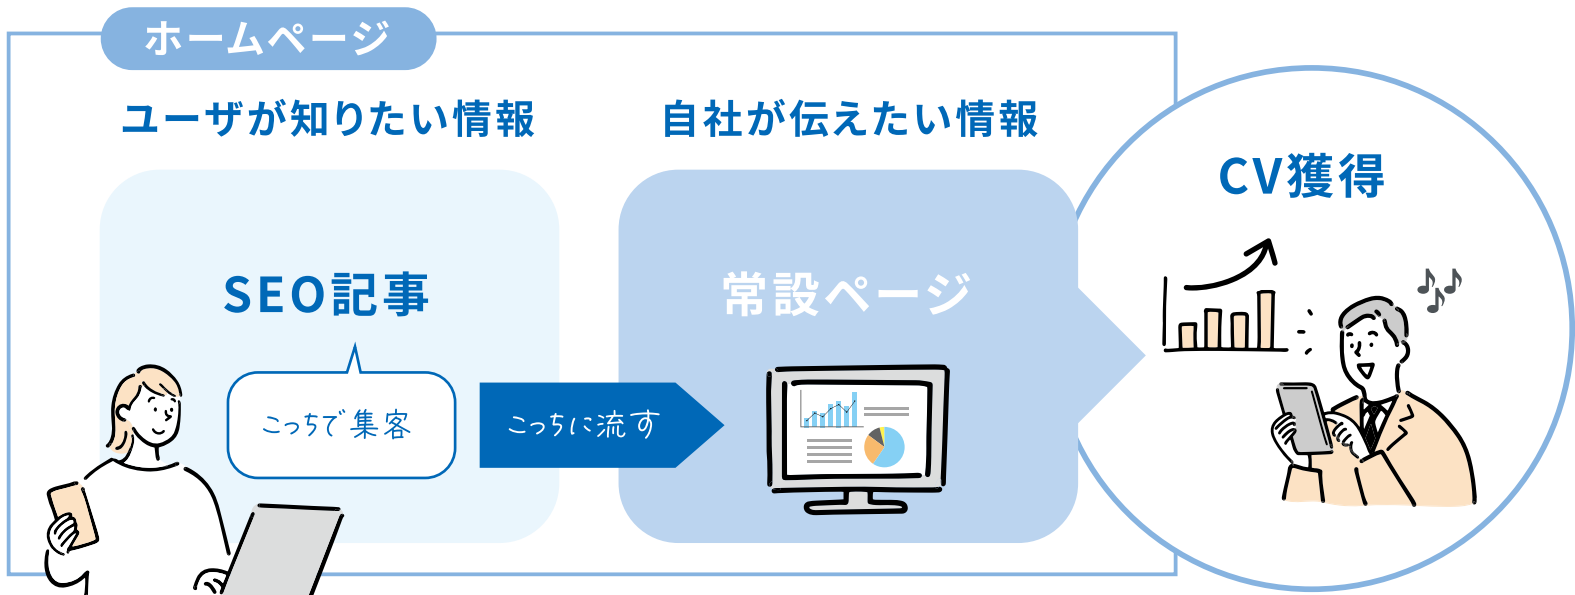 ホームページ
ユーザが知りたい情報
自社が伝えたい情報
CV獲得
SEO記事
常設ページ
こっちで集客
こっちに流す